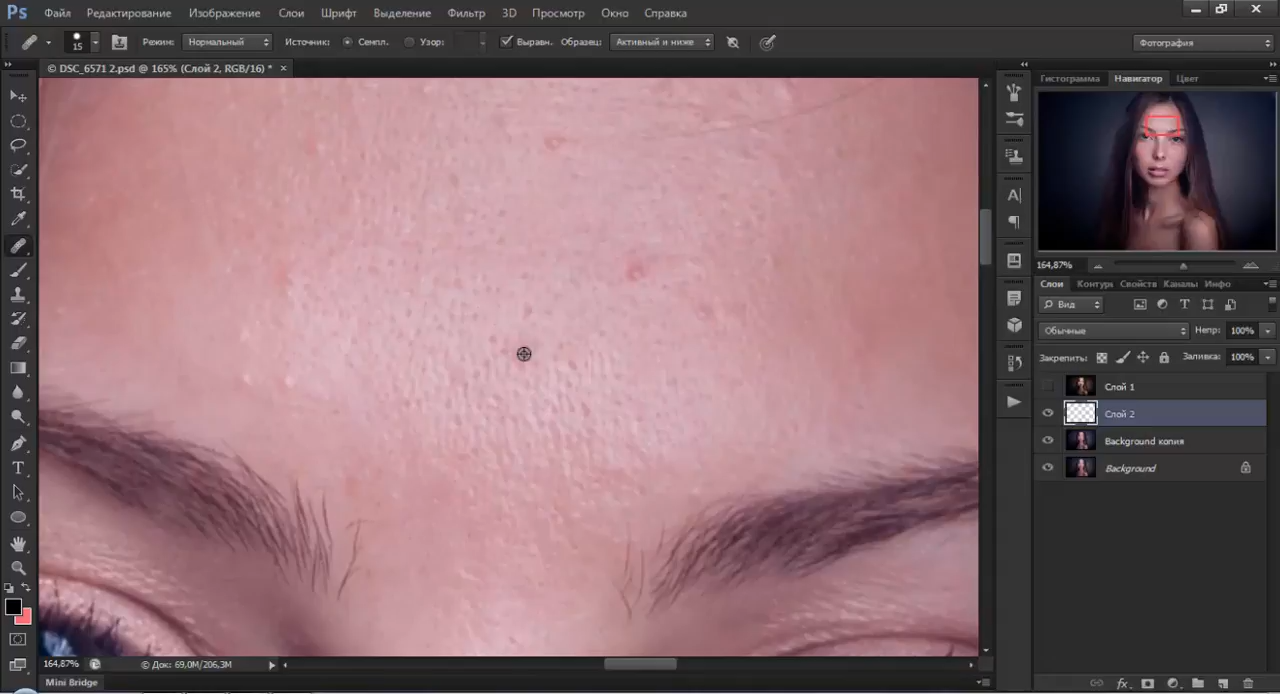 Ps Файл Редактирование Изображение Слои Шрифт Выделение Фильтр 3D Просмотр Окно Справка
15 Режим: Нормальный Источник: Семпл. Узор: Выравн. Образец: Активный и ниже Фотография
© DSC_6571 2.psd @ 165% (Слой 2, RGB/16) * ×
Гистограмма Навигатор Цвет
164,87%
Слои Контурь Свойств Каналы Инфо
Вид
Обычные Непр: 100%
Закрепить: Заливка: 100%
Слой 1
Слой 2
Background копия
Background
164,87% © Док: 69,0M/206,3M
Mini Bridge